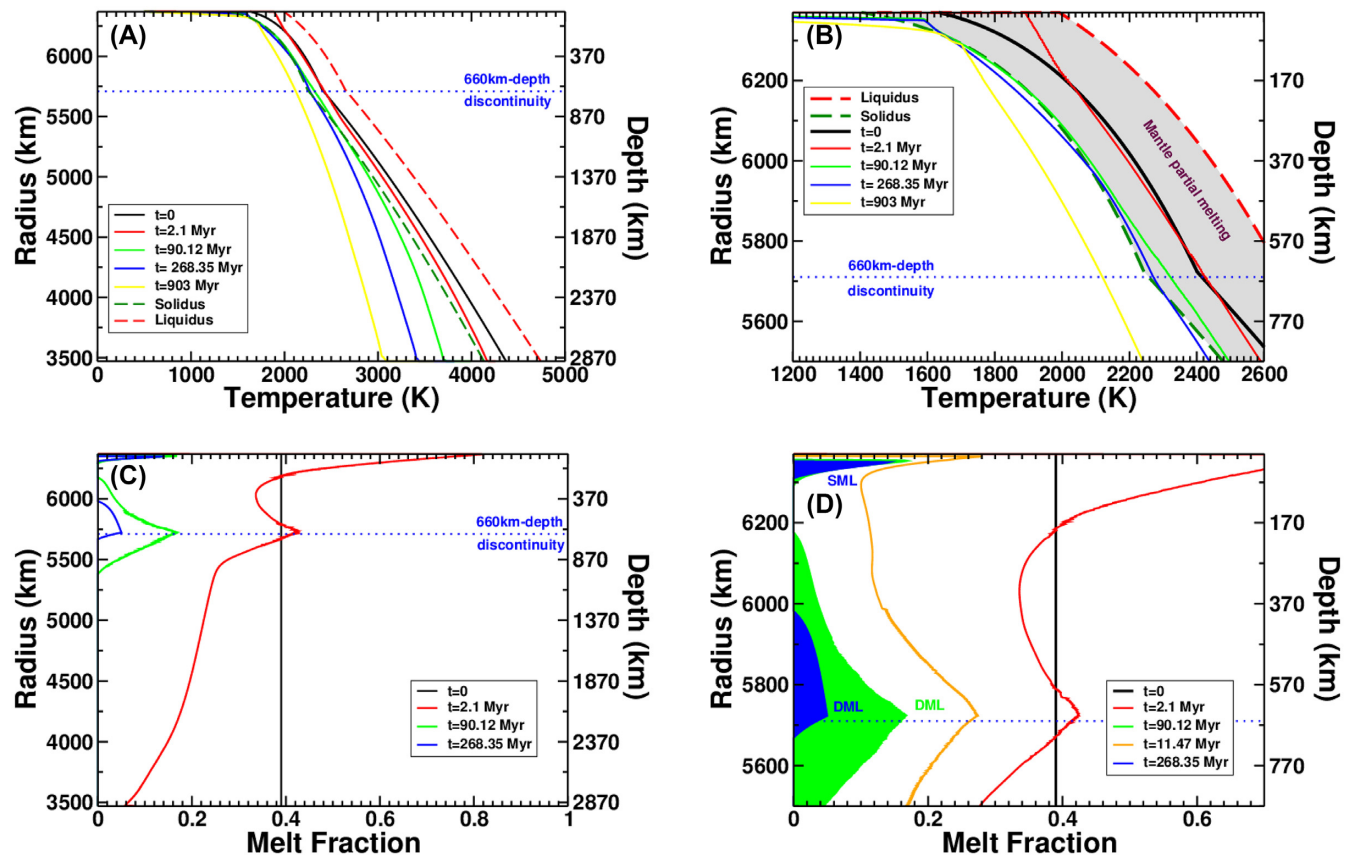 (A)
Radius (km)
6000
5500
5000
4500
4000
3500
370
870
1370
1870
2370
2870
Depth (km)
660km-depth
discontinuity
t=0
t=2.1 Myr
t=90.12 Myr
t= 268.35 Myr
t=903 Myr
Solidus
Liquidus
0 1000 2000 3000 4000 5000
Temperature (K)
(B)
Radius (km)
6200
6000
5800
5600
170
370
570
770
Depth (km)
Liquidus
Solidus
t=0
t=2.1 Myr
t=90.12 Myr
t= 268.35 Myr
t=903 Myr
Mantle partial melting
660km-depth
discontinuity
1200 1400 1600 1800 2000 2200 2400 2600
Temperature (K)
(C)
Radius (km)
6000
5500
5000
4500
4000
3500
370
870
1370
1870
2370
2870
Depth (km)
660km-depth
discontinuity
t=0
t=2.1 Myr
t=90.12 Myr
t=268.35 Myr
0 0.2 0.4 0.6 0.8 1
Melt Fraction
(D)
Radius (km)
6200
6000
5800
5600
170
370
570
770
Depth (km)
SML
DML DML
t=0
t=2.1 Myr
t=90.12 Myr
t=11.47 Myr
t=268.35 Myr
0 0.2 0.4 0.6
Melt Fraction